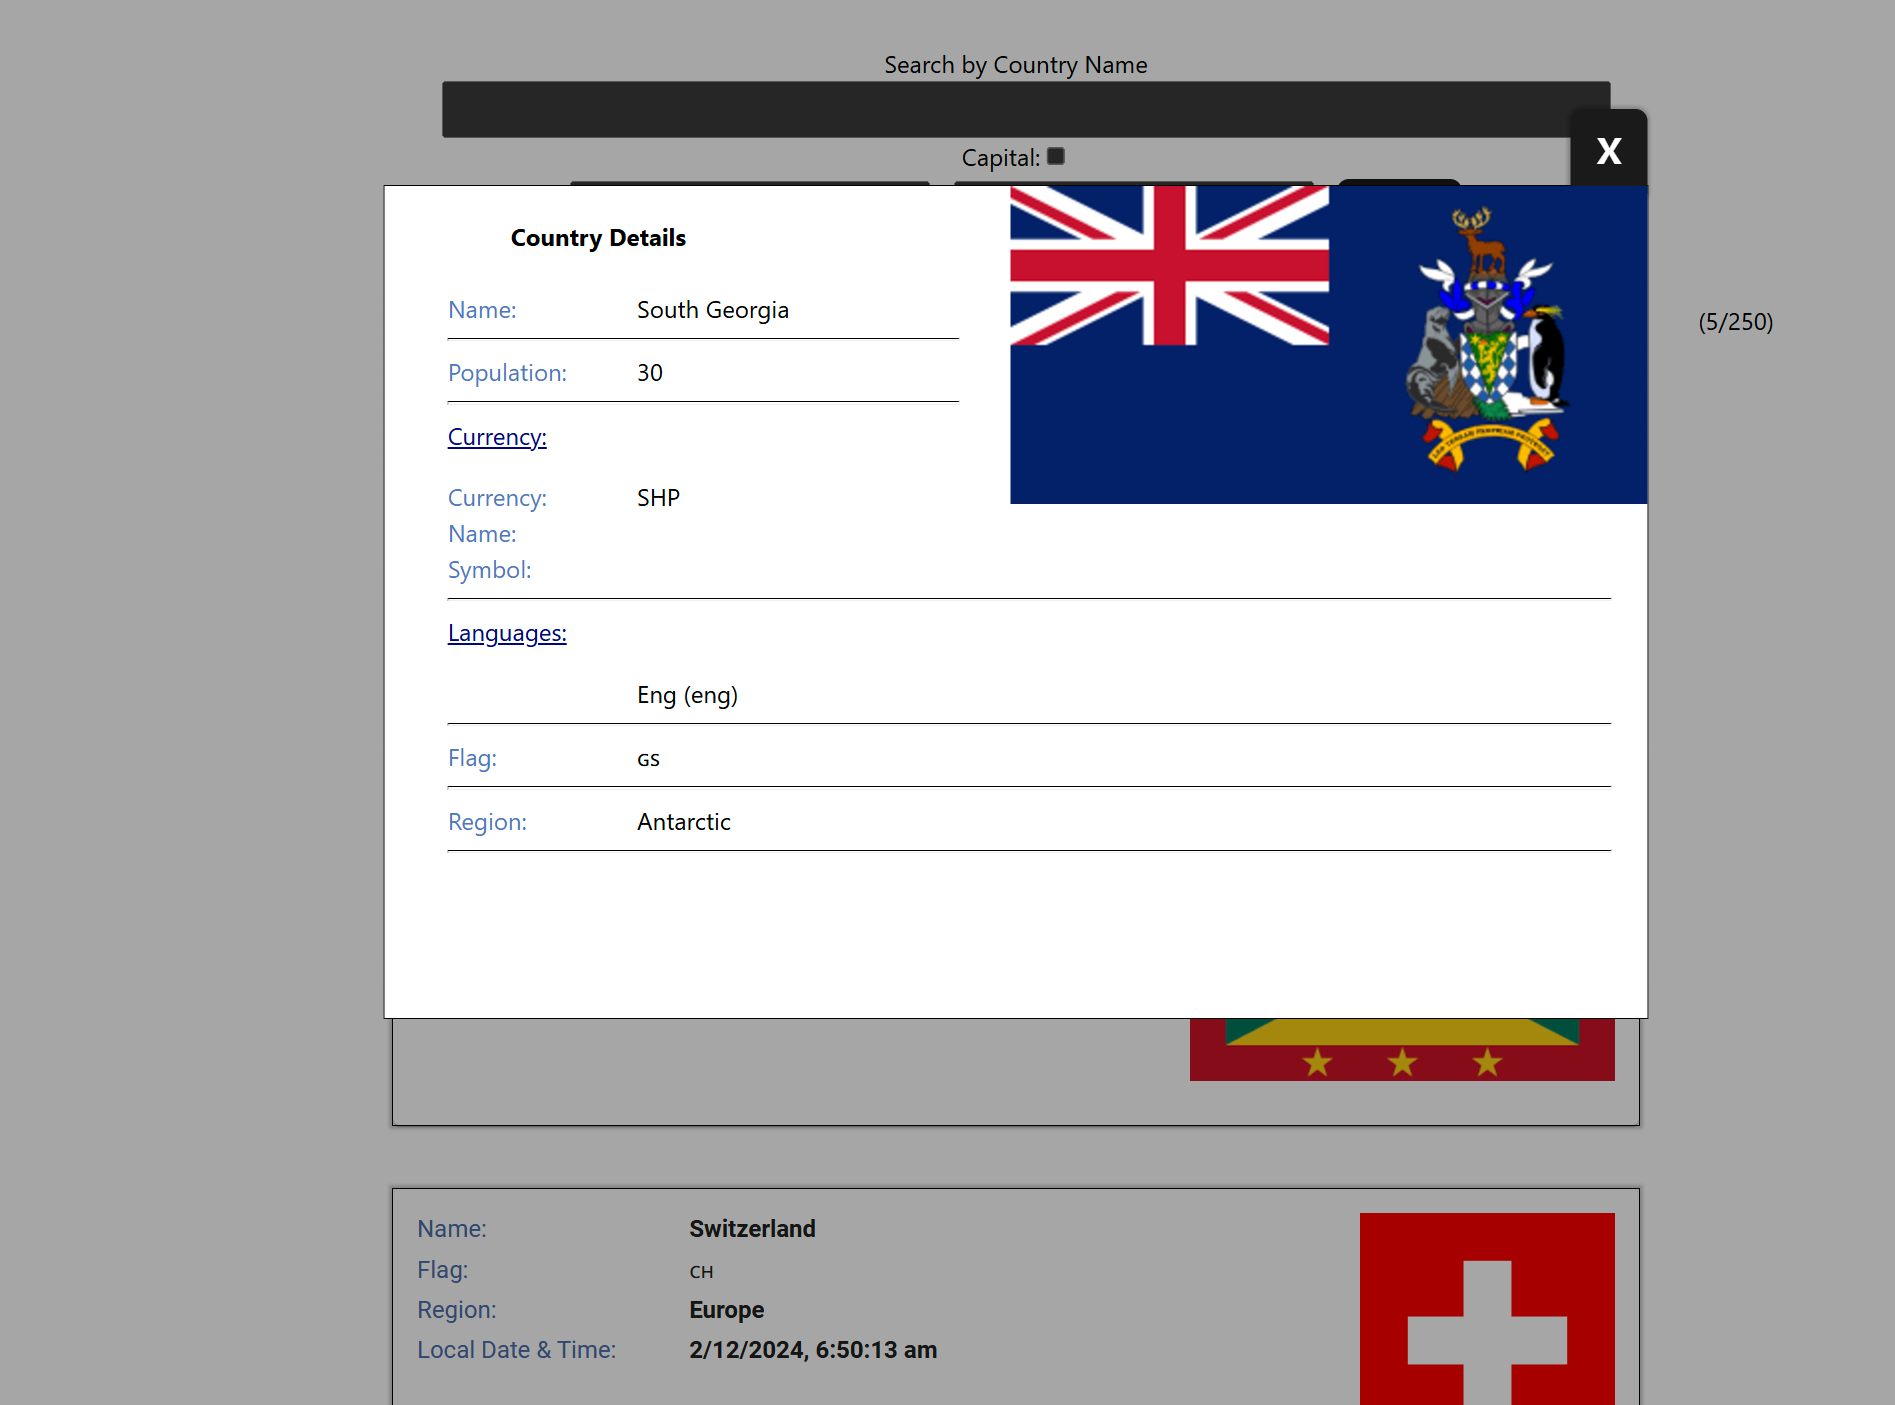 Search by Country Name
Capital:
X
Country Details
Name: South Georgia
(5/250)
Population: 30
Currency:
Currency: SHP
Name:
Symbol:
Languages:
Eng (eng)
Flag: GS
Region: Antarctic
Name: Switzerland
Flag: CH
Region: Europe
Local Date & Time: 2/12/2024, 6:50:13 am